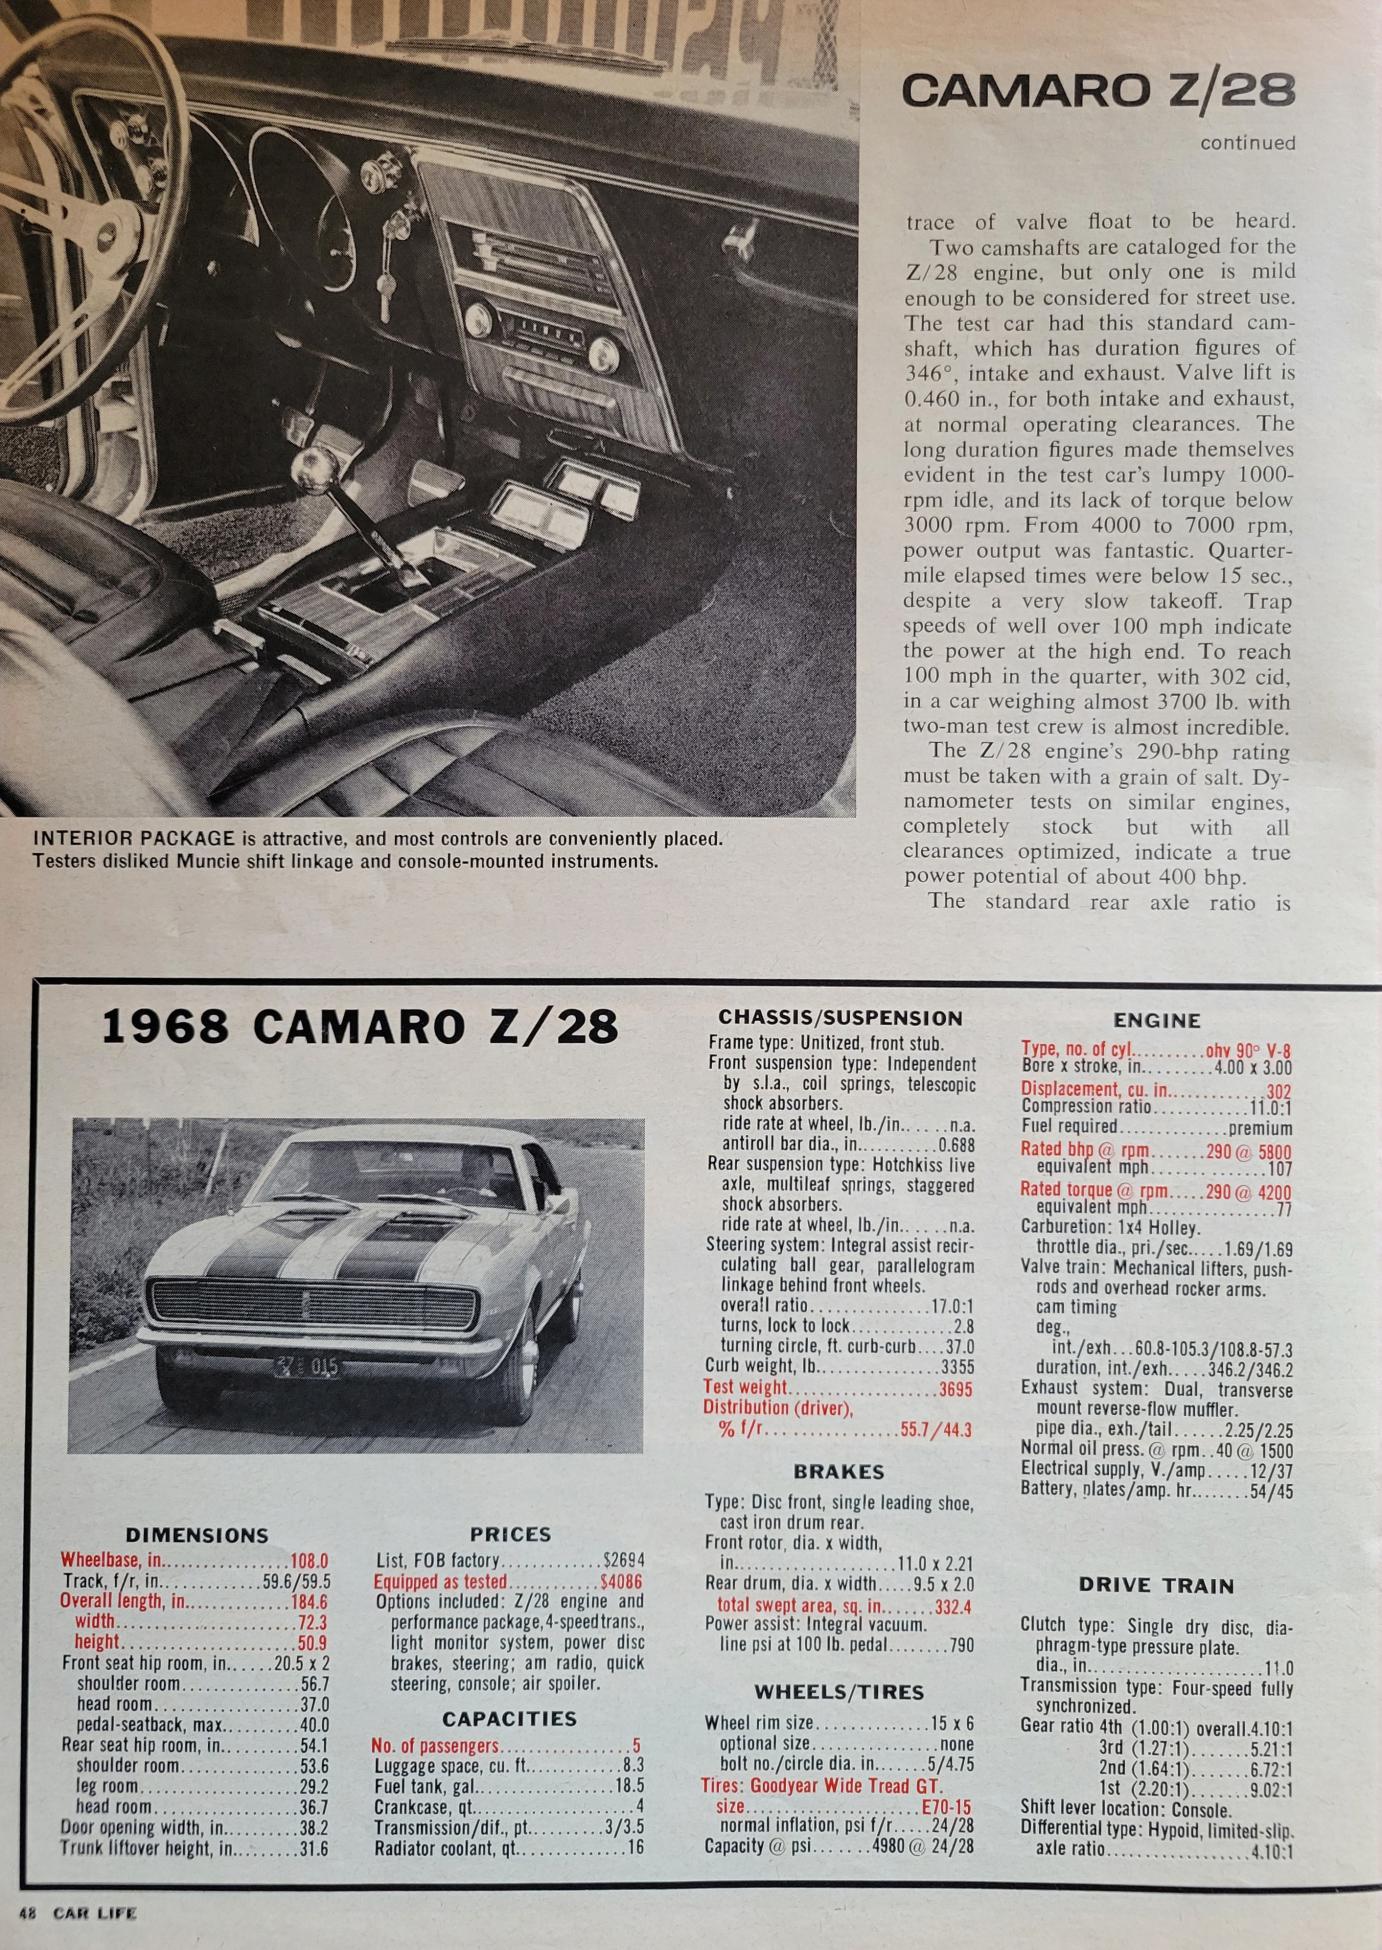 CAMARO Z/28
continued
trace of valve float to be heard.
Two camshafts are cataloged for the
Z/28 engine, but only one is mild
enough to be considered for street use.
The test car had this standard cam-
shaft, which has duration figures of
346°, intake and exhaust. Valve lift is
0.460 in., for both intake and exhaust,
at normal operating clearances. The
long duration figures made themselves
evident in the test car's lumpy 1000-
rpm idle, and its lack of torque below
3000 rpm. From 4000 to 7000 rpm,
power output was fantastic. Quarter-
mile elapsed times were below 15 sec.,
despite a very slow takeoff. Trap
speeds of well over 100 mph indicate
the power at the high end. To reach
100 mph in the quarter, with 302 cid,
in a car weighing almost 3700 lb. with
two-man test crew is almost incredible.
The Z/28 engine's 290-bhp rating
must be taken with a grain of salt. Dy-
namometer tests on similar engines,
completely stock but with all
clearances optimized, indicate a true
power potential of about 400 bhp.
The standard rear axle ratio is
INTERIOR PACKAGE is attractive, and most controls are conveniently placed.
Testers disliked Muncie shift linkage and console-mounted instruments.
1968 CAMARO Z/28
015
DIMENSIONS
Wheelbase, in.................108.0
Track, f/r, in..............59.6/59.5
Overall length, in..............184.6
width.......................72.3
height......................50.9
Front seat hip room, in......20.5 x 2
shoulder room...............56.7
head room..................37.0
pedal-seatback, max..........40.0
Rear seat hip room, in..........54.1
shoulder room...............53.6
leg room....................29.2
head room..................36.7
Door opening width, in..........38.2
Trunk liftover height, in.........31.6
PRICES
List, FOB factory............$2694
Equipped as tested...........$4086
Options included: Z/28 engine and
performance package, 4-speed trans.,
light monitor system, power disc
brakes, steering; am radio, quick
steering, console; air spoiler.
CAPACITIES
No. of passengers................5
Luggage space, cu. ft...........8.3
Fuel tank, gal.................18.5
Crankcase, qt...................4
Transmission/dif., pt.........3/3.5
Radiator coolant, qt.............16
CHASSIS/SUSPENSION
Frame type: Unitized, front stub.
Front suspension type: Independent
by s.l.a., coil springs, telescopic
shock absorbers.
ride rate at wheel, lb./in.......n.a.
antiroll bar dia., in..........0.688
Rear suspension type: Hotchkiss live
axle, multileaf springs, staggered
shock absorbers.
ride rate at wheel, lb./in.......n.a.
Steering system: Integral assist recir-
culating ball gear, parallelogram
linkage behind front wheels.
overall ratio...............17.0:1
turns, lock to lock.............2.8
turning circle, ft. curb-curb....37.0
Curb weight, lb...............3355
Test weight...................3695
Distribution (driver),
% f/r.................55.7/44.3
BRAKES
Type: Disc front, single leading shoe,
cast iron drum rear.
Front rotor, dia. x width,
in....................11.0 x 2.21
Rear drum, dia. x width.....9.5 x 2.0
total swept area, sq. in.......332.4
Power assist: Integral vacuum.
line psi at 100 lb. pedal........790
WHEELS/TIRES
Wheel rim size..............15 x 6
optional size................none
bolt no./circle dia. in......5/4.75
Tires: Goodyear Wide Tread GT.
size.....................E70-15
normal inflation, psi f/r.....24/28
Capacity @ psi.......4980 @ 24/28
ENGINE
Type, no. of cyl.........ohv 90° V-8
Bore x stroke, in.........4.00 x 3.00
Displacement, cu. in............302
Compression ratio............11.0:1
Fuel required..............premium
Rated bhp @ rpm.......290 @ 5800
equivalent mph..............107
Rated torque @ rpm.....290 @ 4200
equivalent mph...............77
Carburetion: 1x4 Holley.
throttle dia., pri./sec.....1.69/1.69
Valve train: Mechanical lifters, push-
rods and overhead rocker arms.
cam timing
deg.,
int./exh...60.8-105.3/108.8-57.3
duration, int./exh.....346.2/346.2
Exhaust system: Dual, transverse
mount reverse-flow muffler.
pipe dia., exh./tail......2.25/2.25
Normal oil press. @ rpm..40 @ 1500
Electrical supply, V./amp.....12/37
Battery, plates/amp. hr........54/45
DRIVE TRAIN
Clutch type: Single dry disc, dia-
phragm-type pressure plate.
dia., in.....................11.0
Transmission type: Four-speed fully
synchronized.
Gear ratio 4th (1.00:1) overall.4.10:1
3rd (1.27:1).......5.21:1
2nd (1.64:1).......6.72:1
1st (2.20:1).......9.02:1
Shift lever location: Console.
Differential type: Hypoid, limited-slip.
axle ratio.................4.10:1
48 CAR LIFE